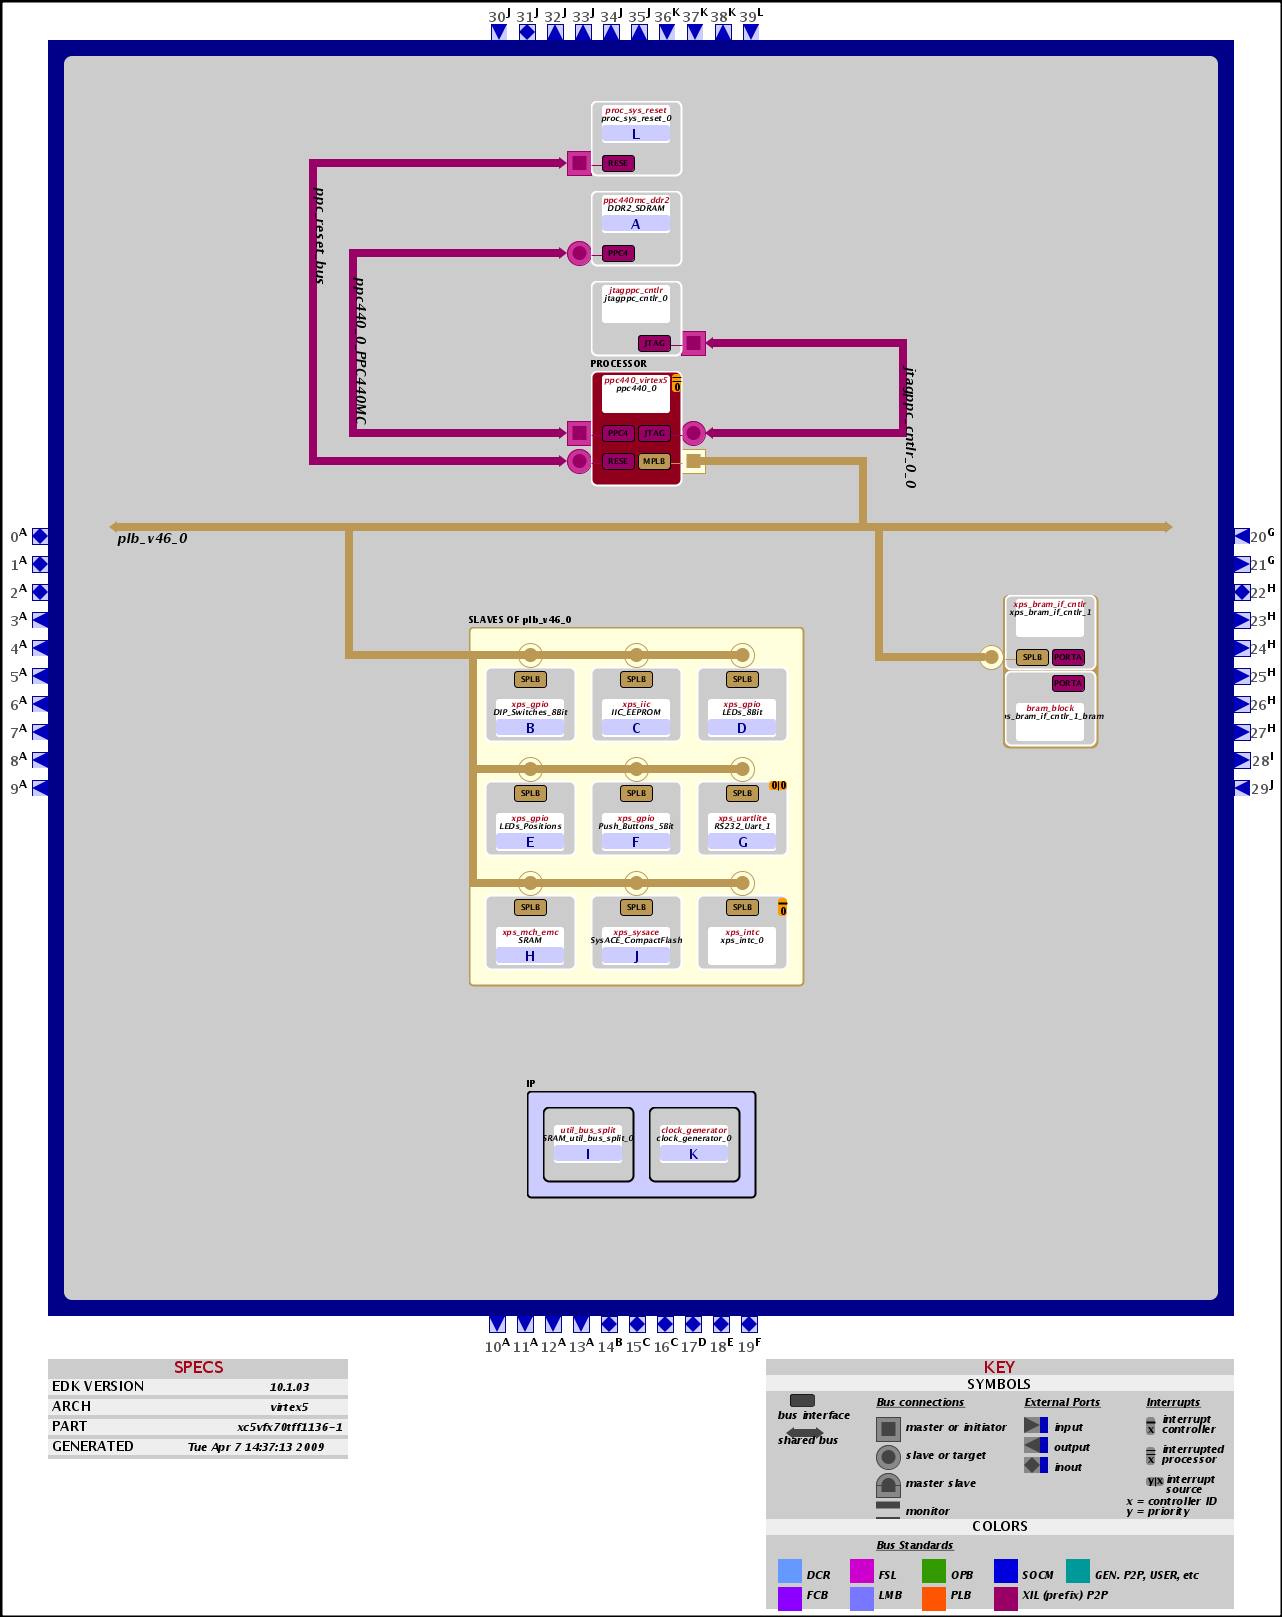 30J 31J 32J 33J 34J 35J 36K 37K 38K 39L
proc_sys_reset
proc_sys_reset_0
L
RESE
ppc_reset_bus
ppc440mc_ddr2
DDR2_SDRAM
A
PPC4
ppc440_0_PPC440MC
jtagppc_cntlr
jtagppc_cntlr_0
JTAG
jtagppc_cntlr_0_0
PROCESSOR
ppc440_virtex5
ppc440_0
0
PPC4 JTAG
RESE MPLB
plb_v46_0
0A
1A
2A
3A
4A
5A
6A
7A
8A
9A
20G
21G
22H
23H
24H
25H
26H
27H
28I
29J
xps_bram_if_cntlr
xps_bram_if_cntlr_1
SPLB PORTA
PORTA
bram_block
ps_bram_if_cntlr_1_bram
SLAVES OF plb_v46_0
SPLB SPLB SPLB
xps_gpio xps_iic xps_gpio
DIP_Switches_8Bit IIC_EEPROM LEDs_8Bit
B C D
0|0
SPLB SPLB SPLB
xps_gpio xps_gpio xps_uartlite
LEDs_Positions Push_Buttons_5Bit RS232_Uart_1
E F G
SPLB SPLB SPLB 0
xps_mch_emc xps_sysace xps_intc
SRAM SysACE_CompactFlash xps_intc_0
H J
IP
util_bus_split clock_generator
SRAM_util_bus_split_0 clock_generator_0
I K
10A 11A 12A 13A 14B 15C 16C 17D 18E 19F
SPECS
EDK VERSION 10.1.03
ARCH virtex5
PART xc5vfx70tff1136-1
GENERATED Tue Apr 7 14:37:13 2009
KEY
SYMBOLS
bus interface
shared bus
Bus connections
master or initiator
slave or target
master slave
monitor
External Ports
input
output
inout
Interrupts
x interrupt
controller
x interrupted
processor
y|x interrupt
source
x = controller ID
y = priority
COLORS
Bus Standards
DCR FSL OPB SOCM GEN. P2P, USER, etc
FCB LMB PLB XIL (prefix) P2P